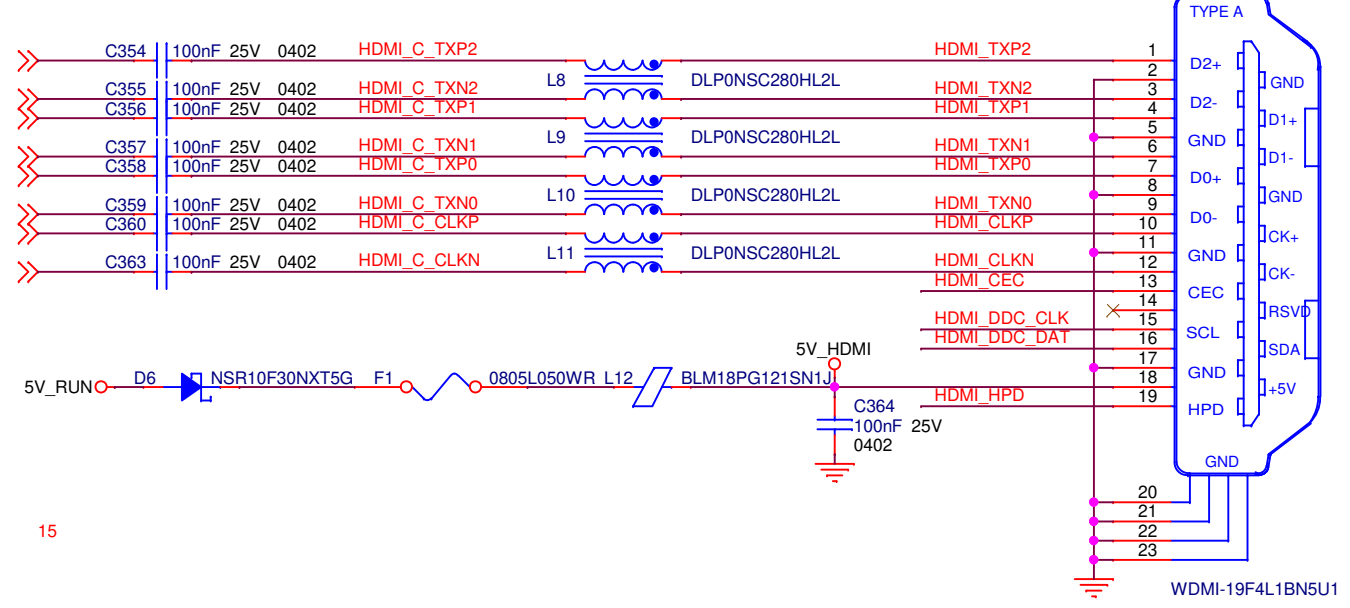 TYPE A
C354 100nF 25V 0402 HDMI_C_TXP2 HDMI_TXP2 1 D2+
L8 DLP0NSC280HL2L 2 GND
C355 100nF 25V 0402 HDMI_C_TXN2 HDMI_TXN2 3 D2-
C356 100nF 25V 0402 HDMI_C_TXP1 HDMI_TXP1 4 D1+
L9 DLP0NSC280HL2L 5 GND
C357 100nF 25V 0402 HDMI_C_TXN1 HDMI_TXN1 6 D1-
C358 100nF 25V 0402 HDMI_C_TXP0 HDMI_TXP0 7 D0+
L10 DLP0NSC280HL2L 8 GND
C359 100nF 25V 0402 HDMI_C_TXN0 HDMI_TXN0 9 D0-
C360 100nF 25V 0402 HDMI_C_CLKP HDMI_CLKP 10 CK+
L11 DLP0NSC280HL2L 11 GND
C363 100nF 25V 0402 HDMI_C_CLKN HDMI_CLKN 12 CK-
HDMI_CEC 13 CEC
14 RSVD
HDMI_DDC_CLK 15 SCL
HDMI_DDC_DAT 16 SDA
5V_HDMI 17 GND
5V_RUN D6 NSR10F30NXT5G F1 0805L050WR L12 BLM18PG121SN1J 18 +5V
HDMI_HPD 19 HPD
C364
100nF 25V
0402
GND
20
21
15
22
23
WDMI-19F4L1BN5U1